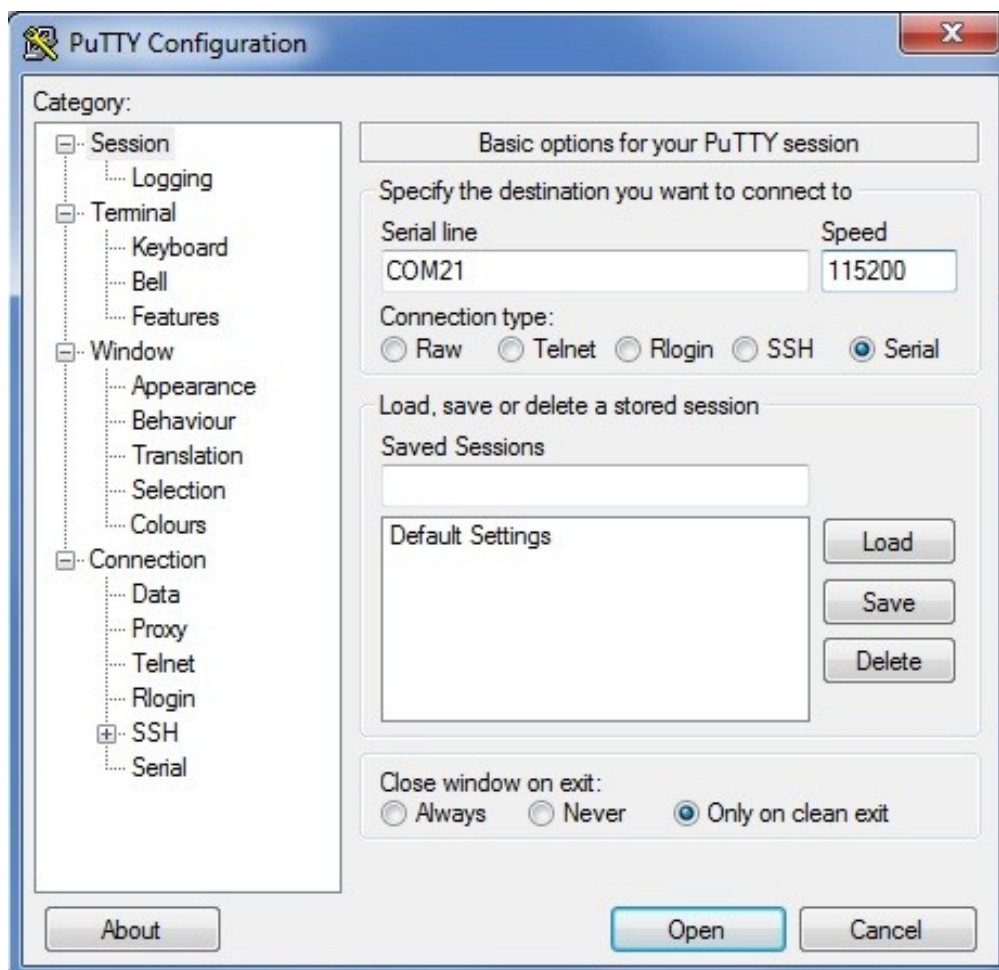 PuTTY Configuration
Category:
Session
Logging
Terminal
Keyboard
Bell
Features
Window
Appearance
Behaviour
Translation
Selection
Colours
Connection
Data
Proxy
Telnet
Rlogin
SSH
Serial
Basic options for your PuTTY session
Specify the destination you want to connect to
Serial line Speed
COM21 115200
Connection type:
Raw Telnet Rlogin SSH Serial
Load, save or delete a stored session
Saved Sessions
Default Settings
Load
Save
Delete
Close window on exit:
Always Never Only on clean exit
About Open Cancel